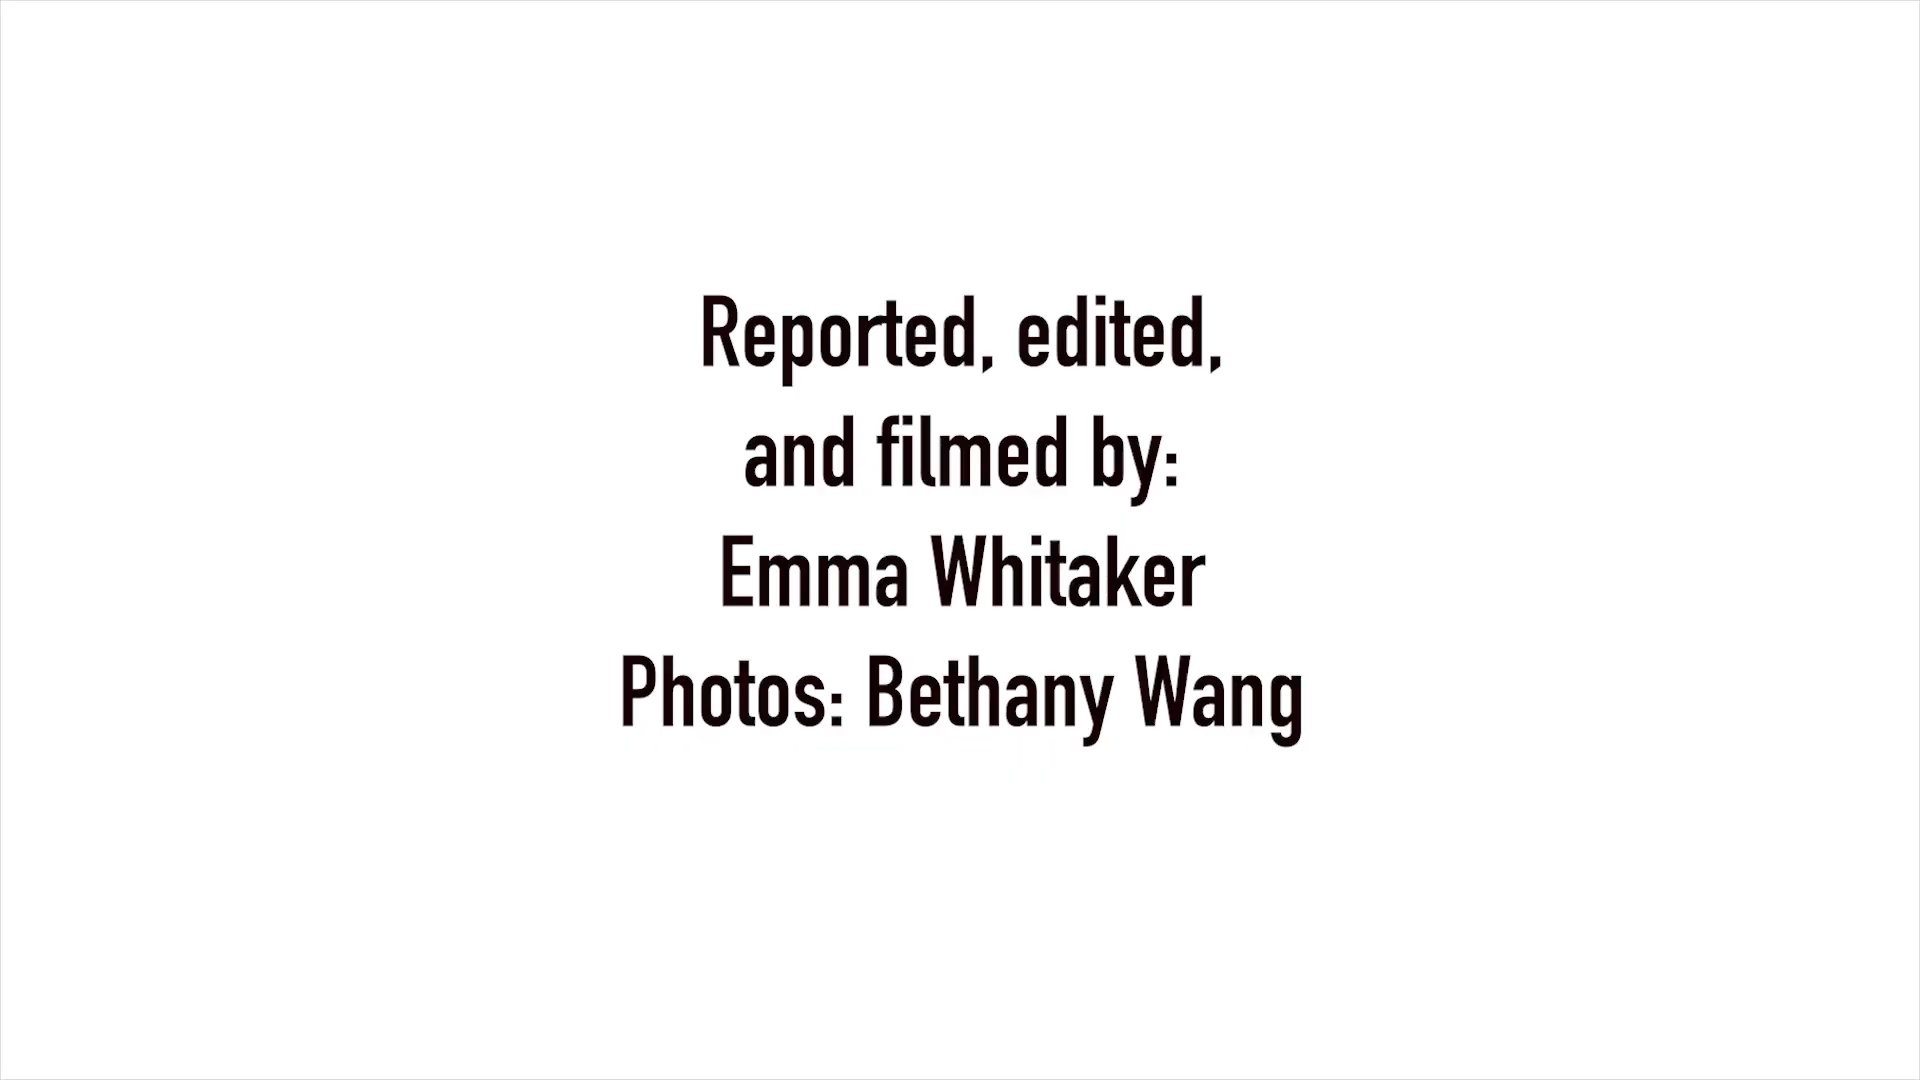 Reported, edited,
and filmed by:
Emma Whitaker
Photos: Bethany Wang